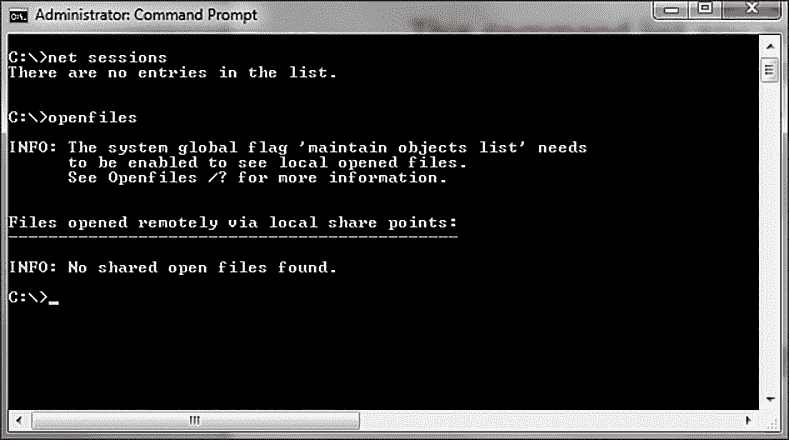 Administrator: Command Prompt
C:\>net sessions
There are no entries in the list.
C:\>openfiles
INFO: The system global flag 'maintain objects list' needs
to be enabled to see local opened files.
See Openfiles /? for more information.
Files opened remotely via local share points:
---------------------------------------------
INFO: No shared open files found.
C:\>_